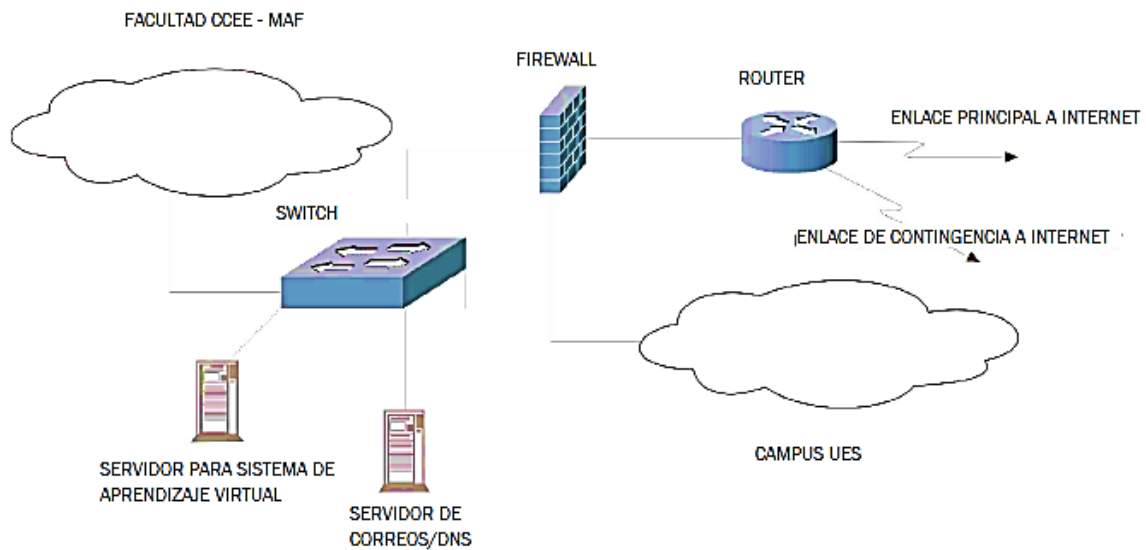 FACULTAD CCEE - MAF
FIREWALL
ROUTER
ENLACE PRINCIPAL A INTERNET
SWITCH
¡ENLACE DE CONTINGENCIA A INTERNET
SERVIDOR PARA SISTEMA DE
APRENDIZAJE VIRTUAL
CAMPUS UES
SERVIDOR DE
CORREOS/DNS